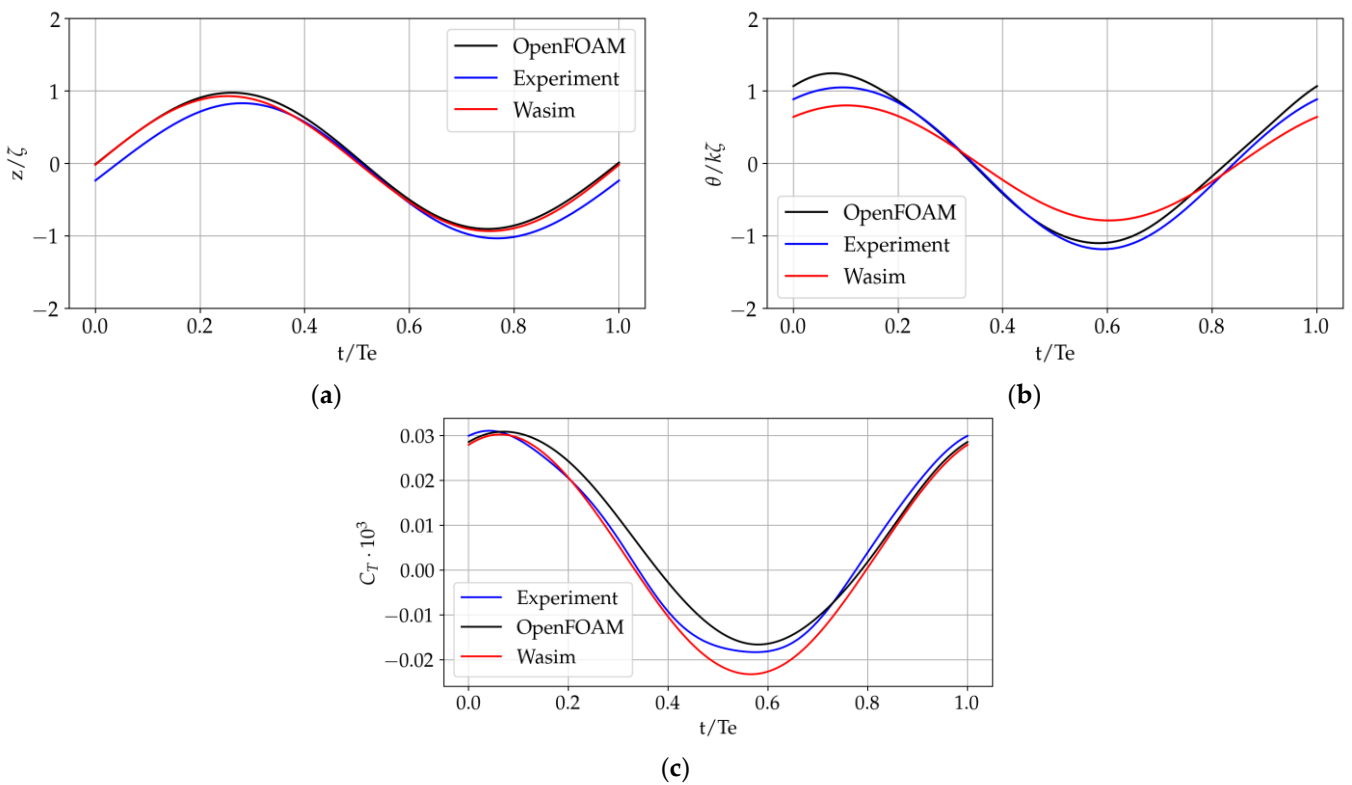 2
1
0
−1
−2
z/ζ
OpenFOAM
Experiment
Wasim
0.0 0.2 0.4 0.6 0.8 1.0
t/Te
(a)
2
1
0
−1
−2
θ/kζ
OpenFOAM
Experiment
Wasim
0.0 0.2 0.4 0.6 0.8 1.0
t/Te
(b)
0.03
0.02
0.01
0.00
−0.01
−0.02
C_T · 10³
Experiment
OpenFOAM
Wasim
0.0 0.2 0.4 0.6 0.8 1.0
t/Te
(c)